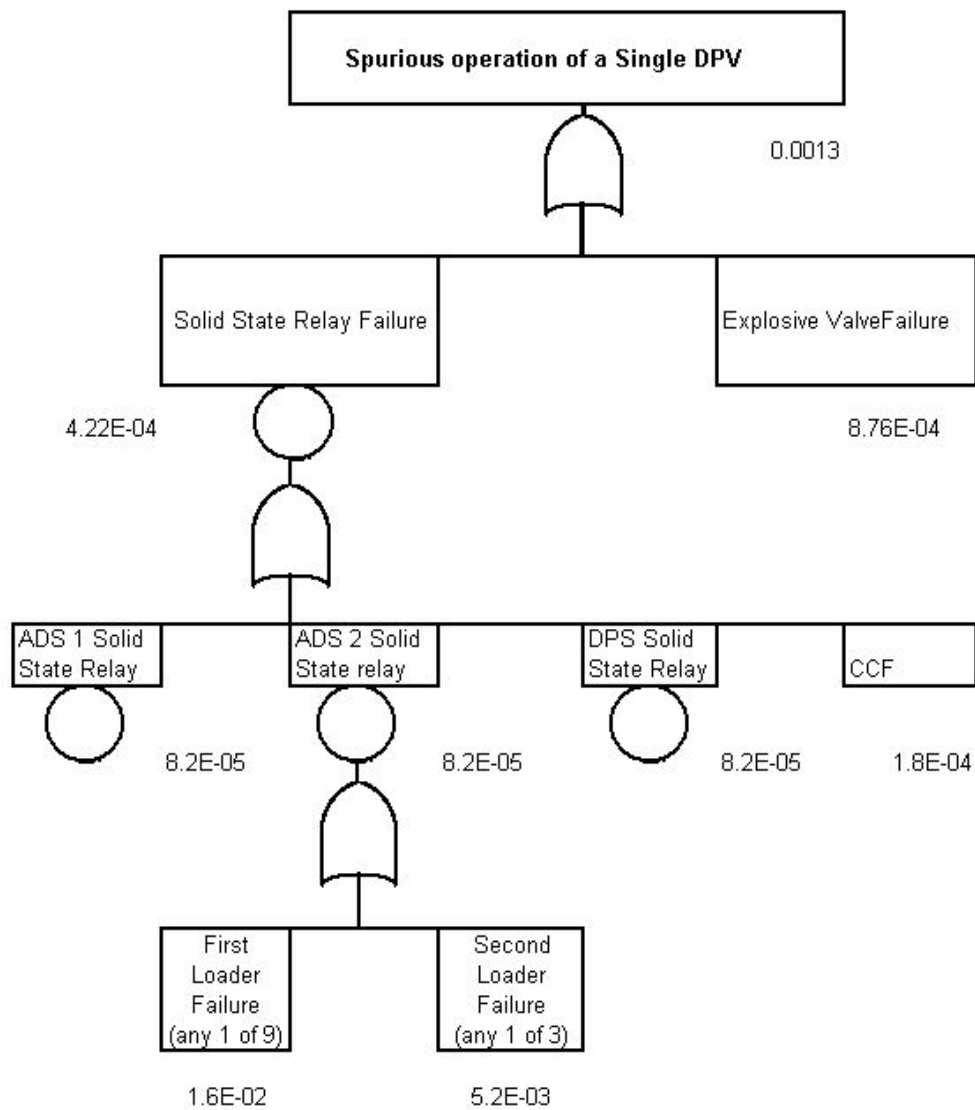 Spurious operation of a Single DPV
0.0013
Solid State Relay Failure
Explosive ValveFailure
4.22E-04
8.76E-04
ADS 1 Solid
State Relay
ADS 2 Solid
State relay
DPS Solid
State Relay
CCF
8.2E-05
8.2E-05
8.2E-05
1.8E-04
First
Loader
Failure
(any 1 of 9)
Second
Loader
Failure
(any 1 of 3)
1.6E-02
5.2E-03